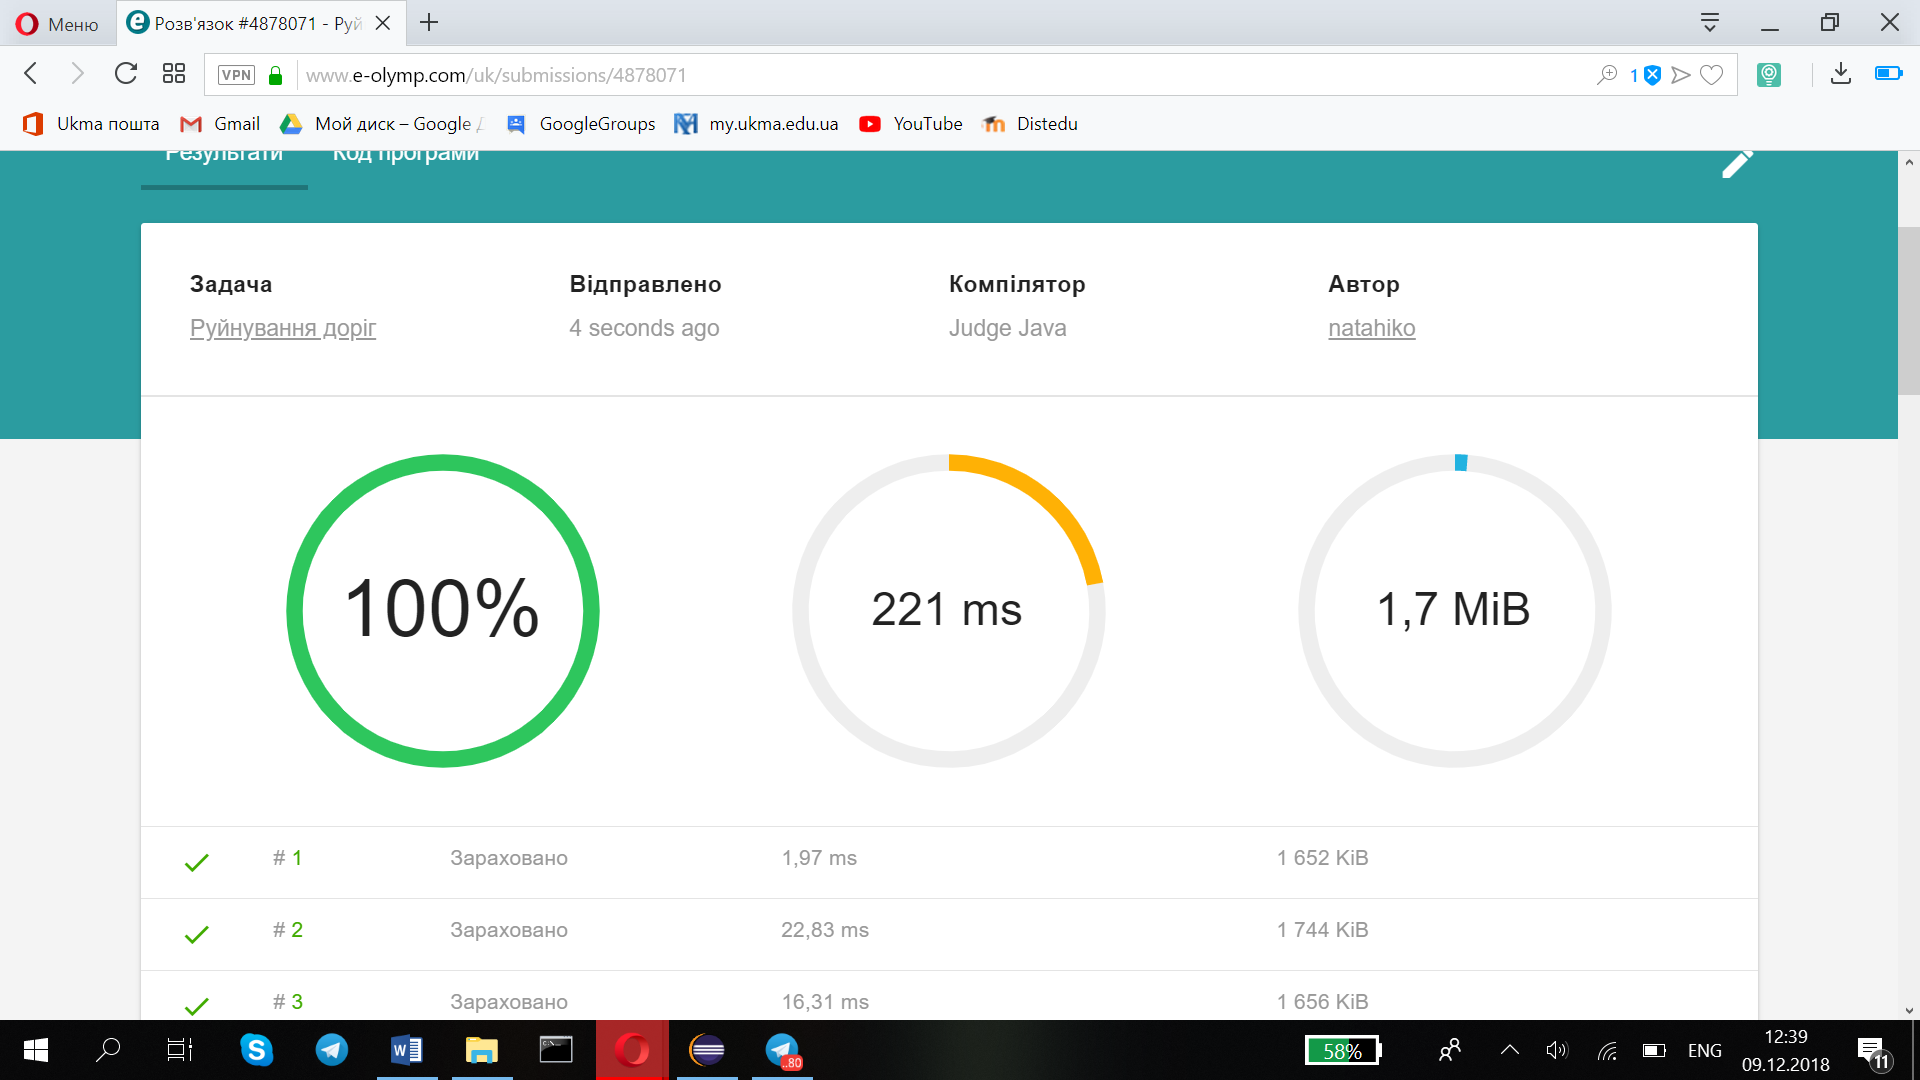 Меню
Розв'язок #4878071 - Руй
VPN
www.e-olymp.com/uk/submissions/4878071
1
Ukma пошта
Gmail
Мой диск – Google Д
GoogleGroups
my.ukma.edu.ua
YouTube
Distedu
Результати
Код програми
Задача
Відправлено
Компілятор
Автор
Руйнування доріг
4 seconds ago
Judge Java
natahiko
100%
221 ms
1,7 MiB
# 1
Зараховано
1,97 ms
1 652 KiB
# 2
Зараховано
22,83 ms
1 744 KiB
# 3
Зараховано
16,31 ms
1 656 KiB
..80
58%
ENG
12:39
09.12.2018
11